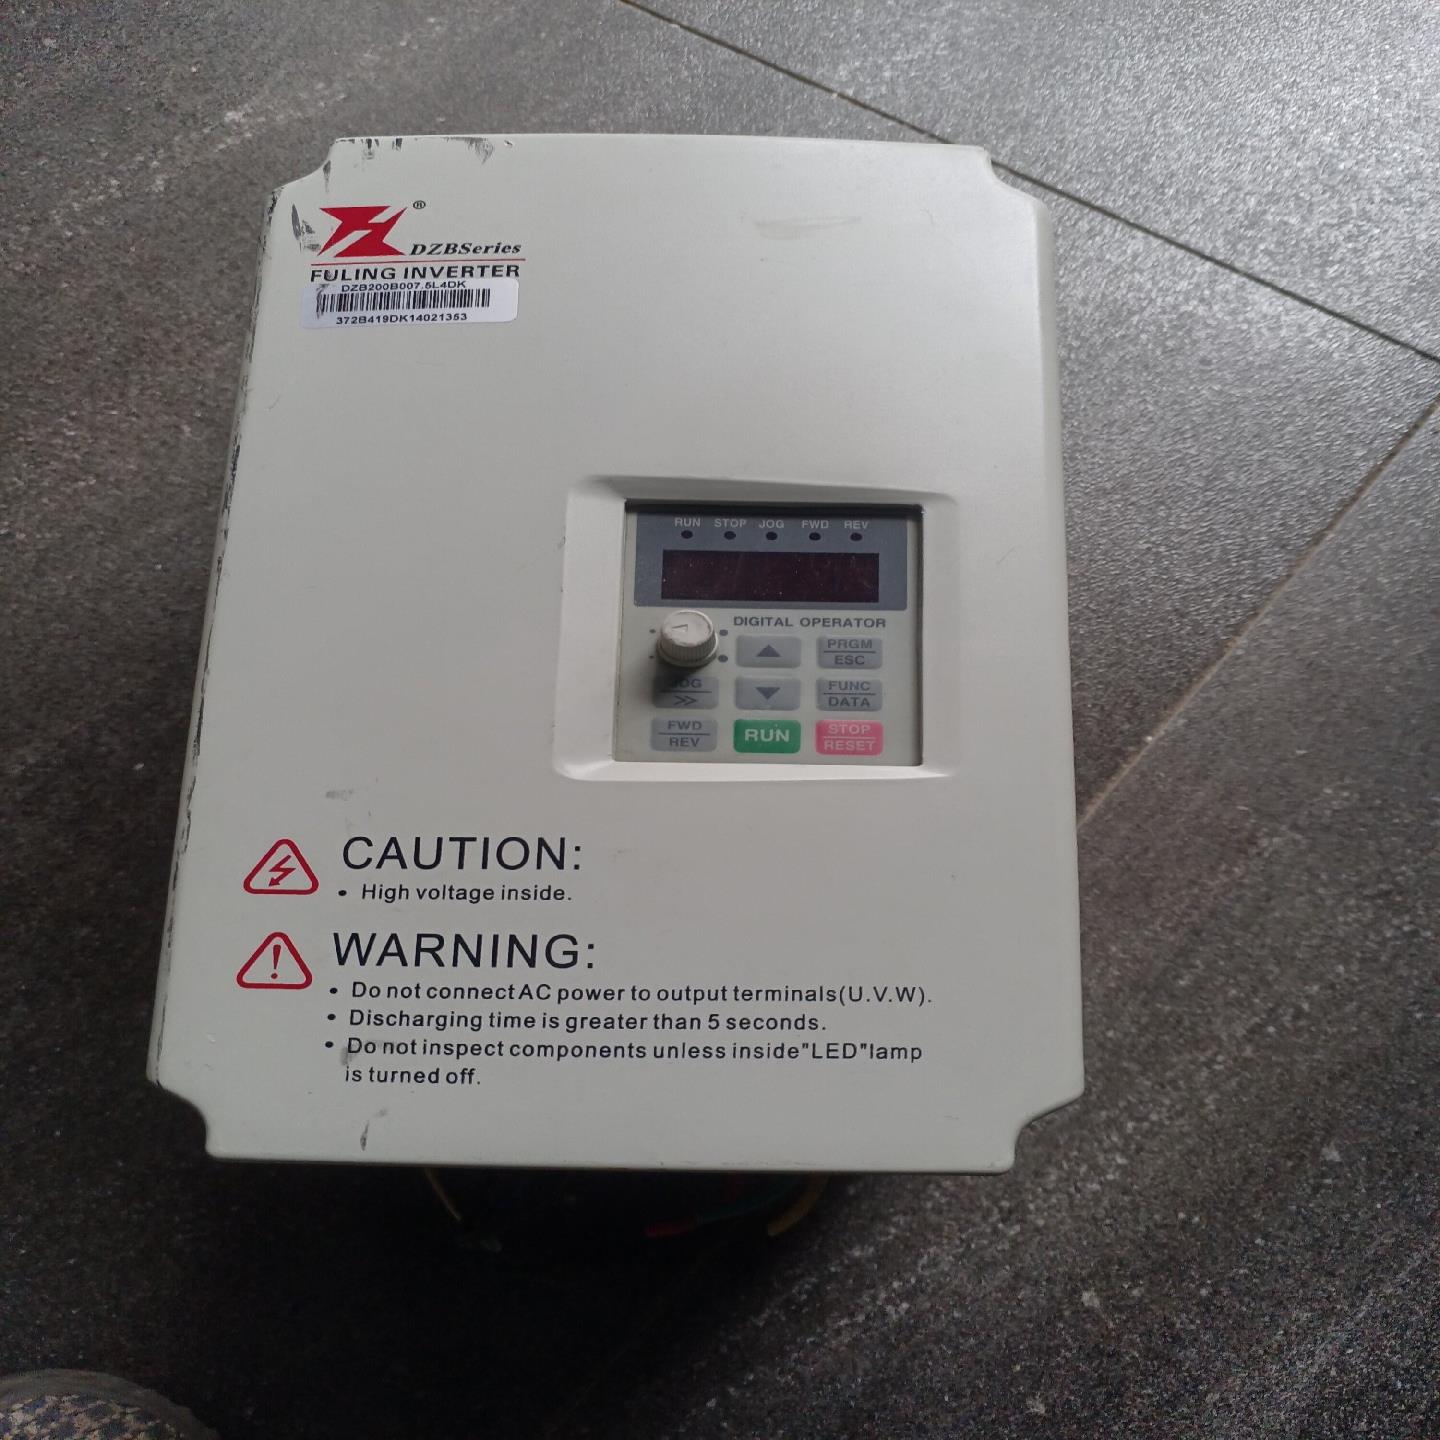 ®
DZBSeries
FULING INVERTER
DZB200B007.5L4DK
372B419DK14021353
RUN STOP JOG FWD REV
DIGITAL OPERATOR
PRGM
ESC
JOG
>>
FUNC
DATA
FWD
REV
RUN
STOP
RESET
CAUTION:
• High voltage inside.
WARNING:
• Do not connect AC power to output terminals(U.V.W).
• Discharging time is greater than 5 seconds.
• Do not inspect components unless inside"LED"lamp
is turned off.